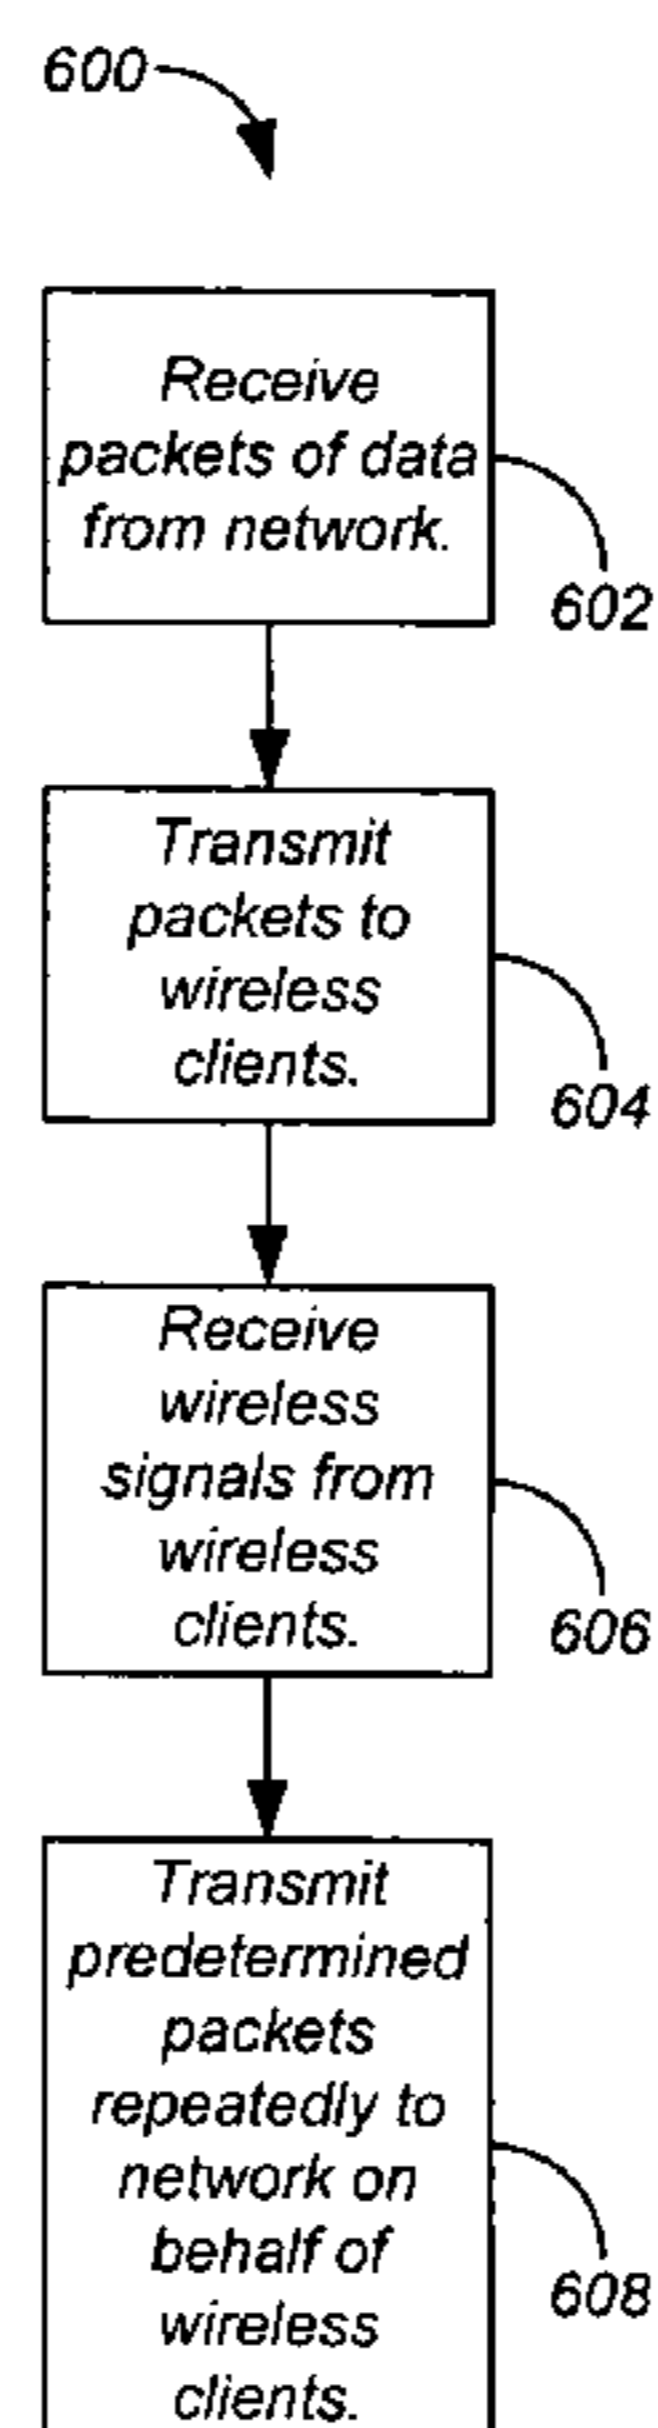 600
Receive
packets of data
from network.
602
Transmit
packets to
wireless
clients.
604
Receive
wireless
signals from
wireless
clients.
606
Transmit
predetermined
packets
repeatedly to
network on
behalf of
wireless
clients.
608